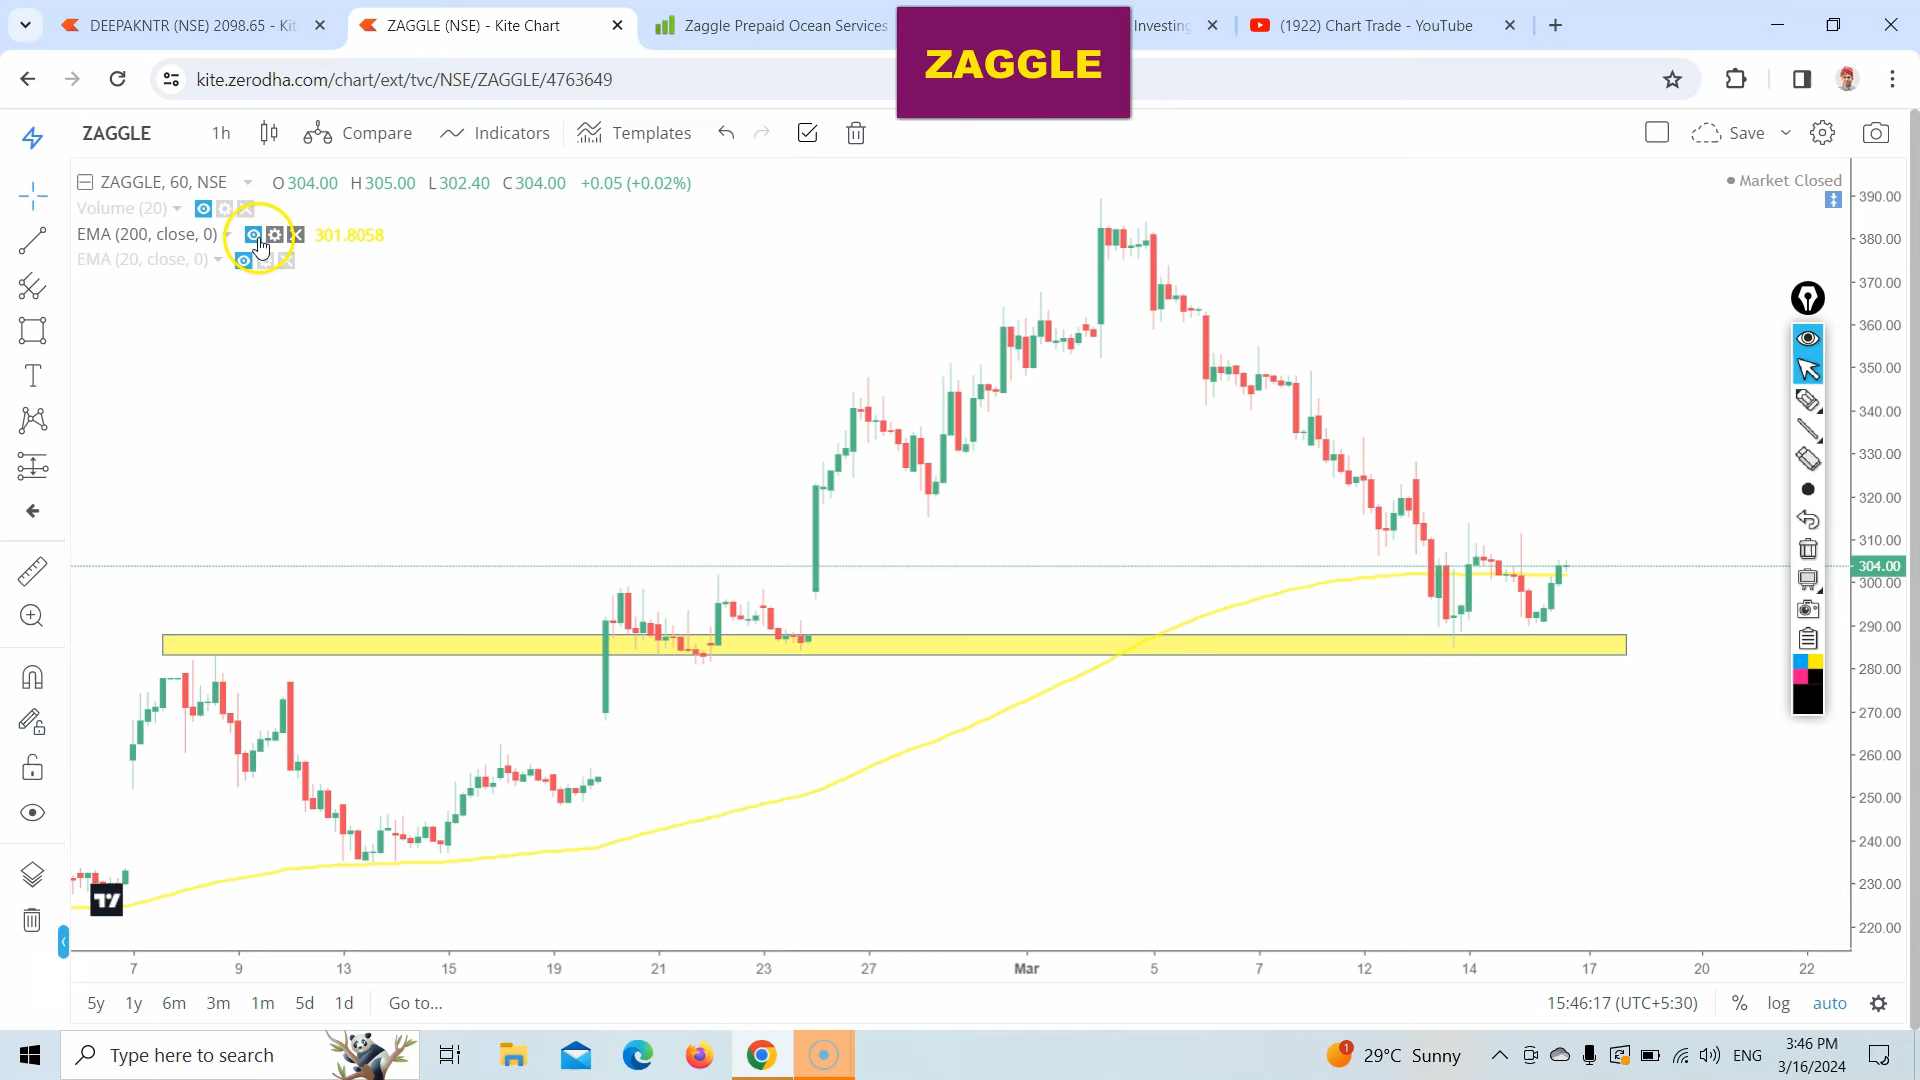 DEEPAKNTR (NSE) 2098.65 - Kit
ZAGGLE (NSE) - Kite Chart
Zaggle Prepaid Ocean Services
Investing
(1922) Chart Trade - YouTube
ZAGGLE
kite.zerodha.com/chart/ext/tvc/NSE/ZAGGLE/4763649
ZAGGLE 1h Compare Indicators Templates Save
ZAGGLE, 60, NSE O304.00 H305.00 L302.40 C304.00 +0.05 (+0.02%)
Market Closed
Volume (20)
EMA (200, close, 0) 301.8058
EMA (20, close, 0)
390.00
380.00
370.00
360.00
350.00
340.00
330.00
320.00
310.00
304.00
300.00
290.00
280.00
270.00
260.00
250.00
240.00
230.00
220.00
7 9 13 15 19 21 23 27 Mar 5 7 12 14 17 20 22
5y 1y 6m 3m 1m 5d 1d Go to... 15:46:17 (UTC+5:30) % log auto
Type here to search
1
29°C Sunny
ENG
3:46 PM
3/16/2024